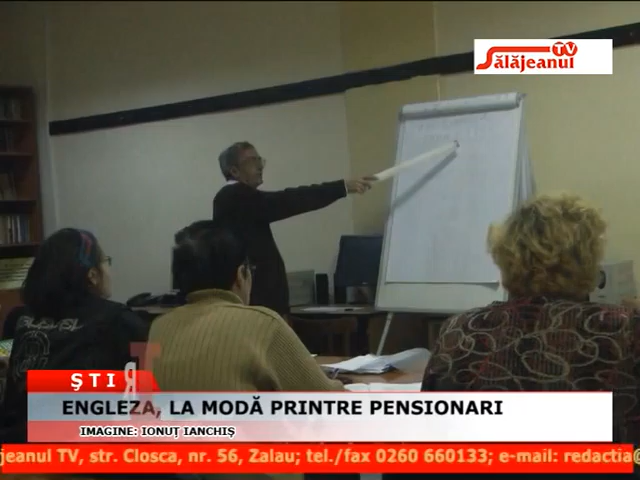 Sălăjeanul TV
ŞTIR
ENGLEZA, LA MODĂ PRINTRE PENSIONARI
IMAGINE: IONUŢ IANCHIŞ
jeanul TV, str. Closca, nr. 56, Zalau; tel./fax 0260 660133; e-mail: redactia@